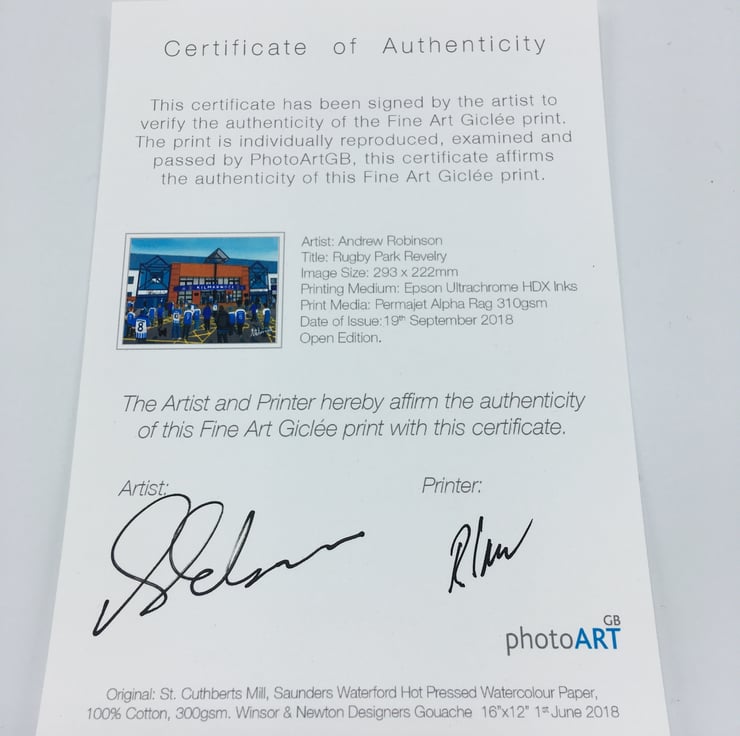 Certificate of Authenticity
This certificate has been signed by the artist to
verify the authenticity of the Fine Art Giclée print.
The print is individually reproduced, examined and
passed by PhotoArtGB, this certificate affirms
the authenticity of this Fine Art Giclée print.
KILMARNOCK
8
Artist: Andrew Robinson
Title: Rugby Park Revelry
Image Size: 293 x 222mm
Printing Medium: Epson Ultrachrome HDX Inks
Print Media: Permajet Alpha Rag 310gsm
Date of Issue: 19th September 2018
Open Edition.
The Artist and Printer hereby affirm the authenticity
of this Fine Art Giclée print with this certificate.
Artist:
Printer:
photoART GB
Original: St. Cuthberts Mill, Saunders Waterford Hot Pressed Watercolour Paper,
100% Cotton, 300gsm. Winsor & Newton Designers Gouache 16"x12" 1st June 2018